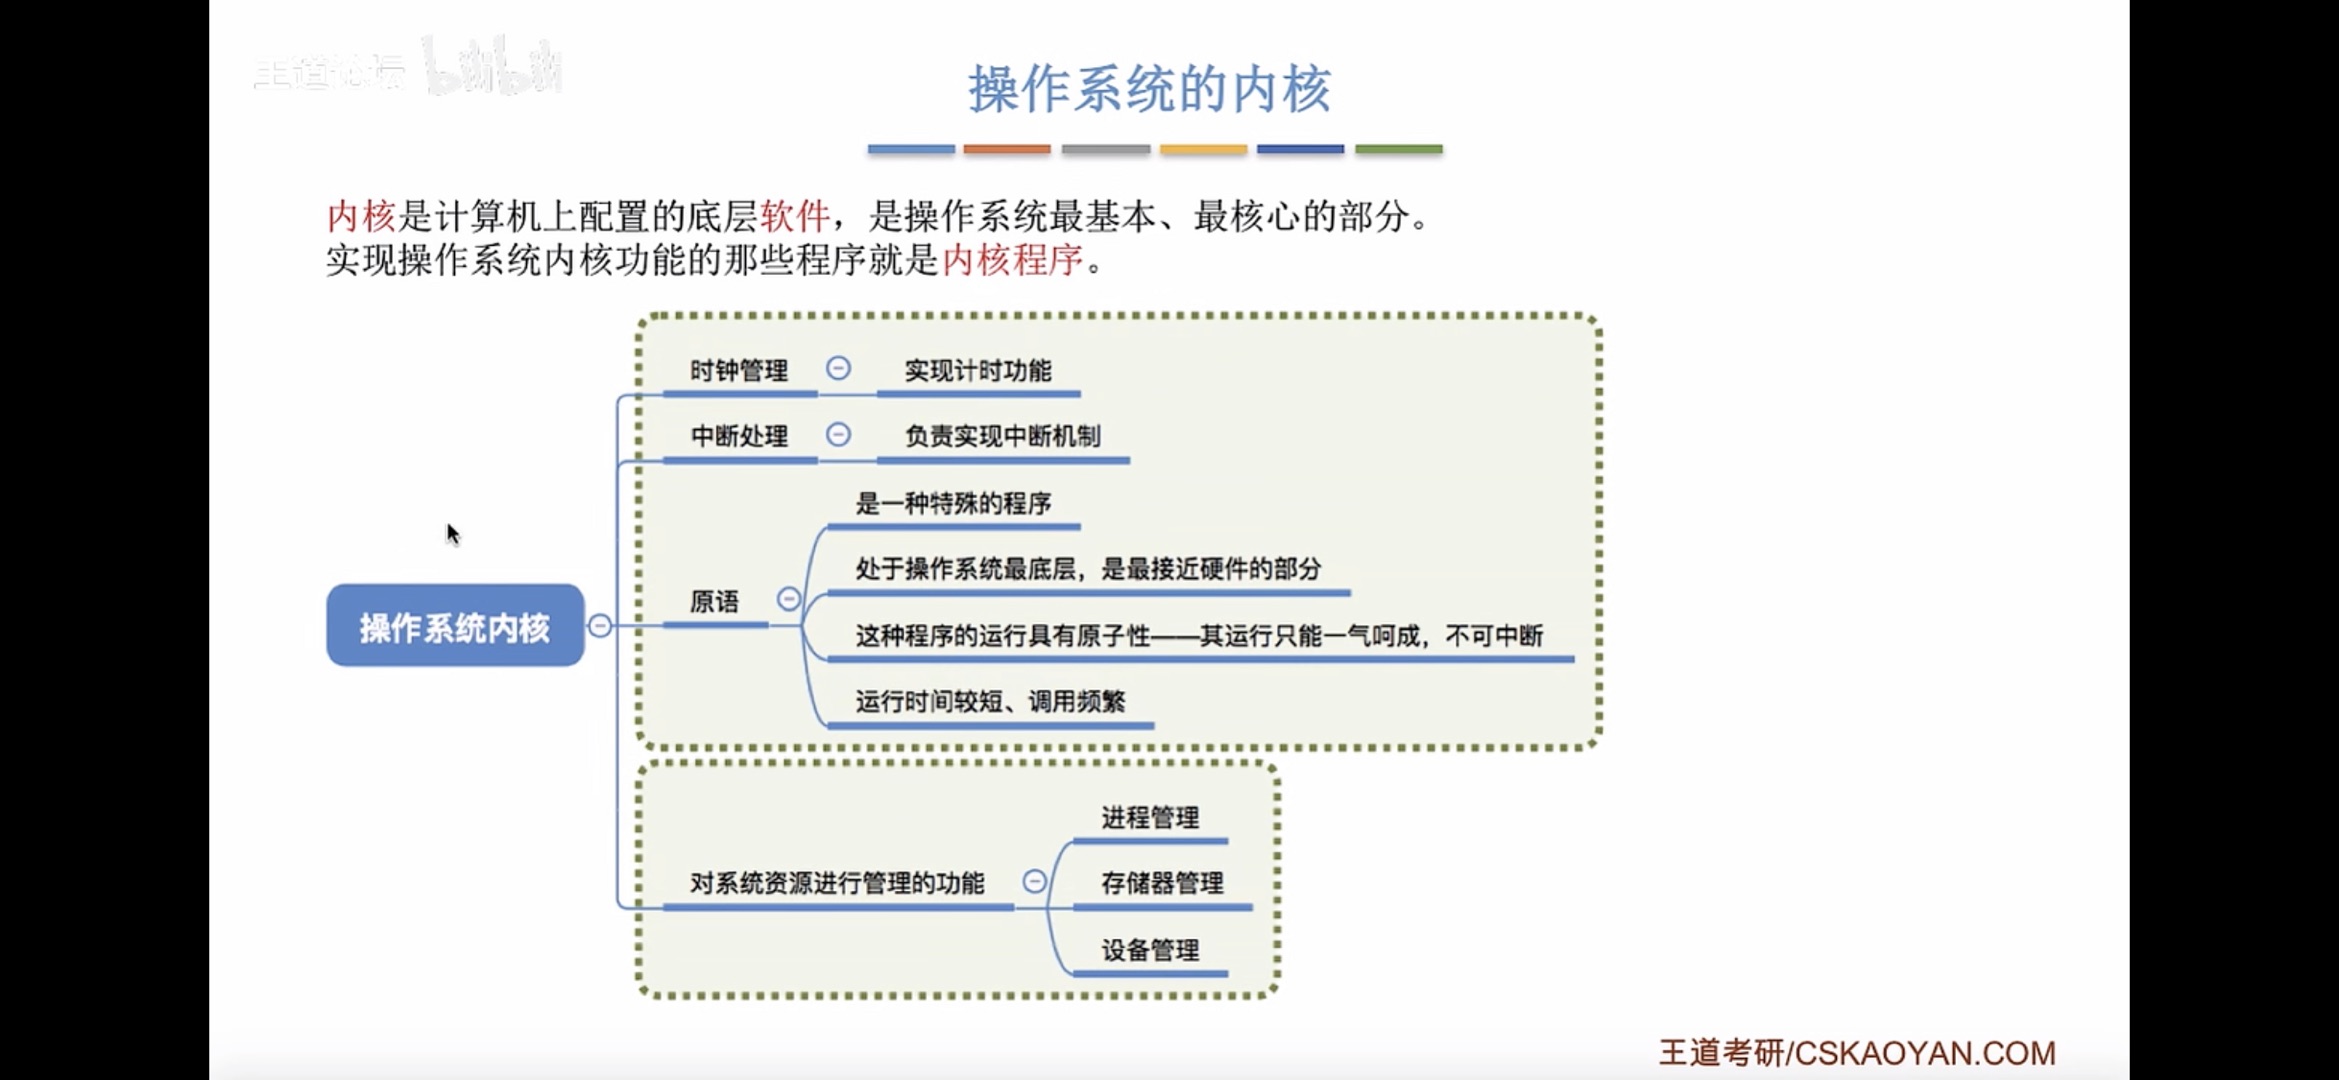 王道论坛 bilibili
操作系统的内核
内核是计算机上配置的底层软件，是操作系统最基本、最核心的部分。
实现操作系统内核功能的那些程序就是内核程序。
时钟管理
实现计时功能
中断处理
负责实现中断机制
是一种特殊的程序
处于操作系统最底层，是最接近硬件的部分
原语
这种程序的运行具有原子性——其运行只能一气呵成，不可中断
运行时间较短、调用频繁
操作系统内核
进程管理
对系统资源进行管理的功能
存储器管理
设备管理
王道考研/CSKAOYAN.COM